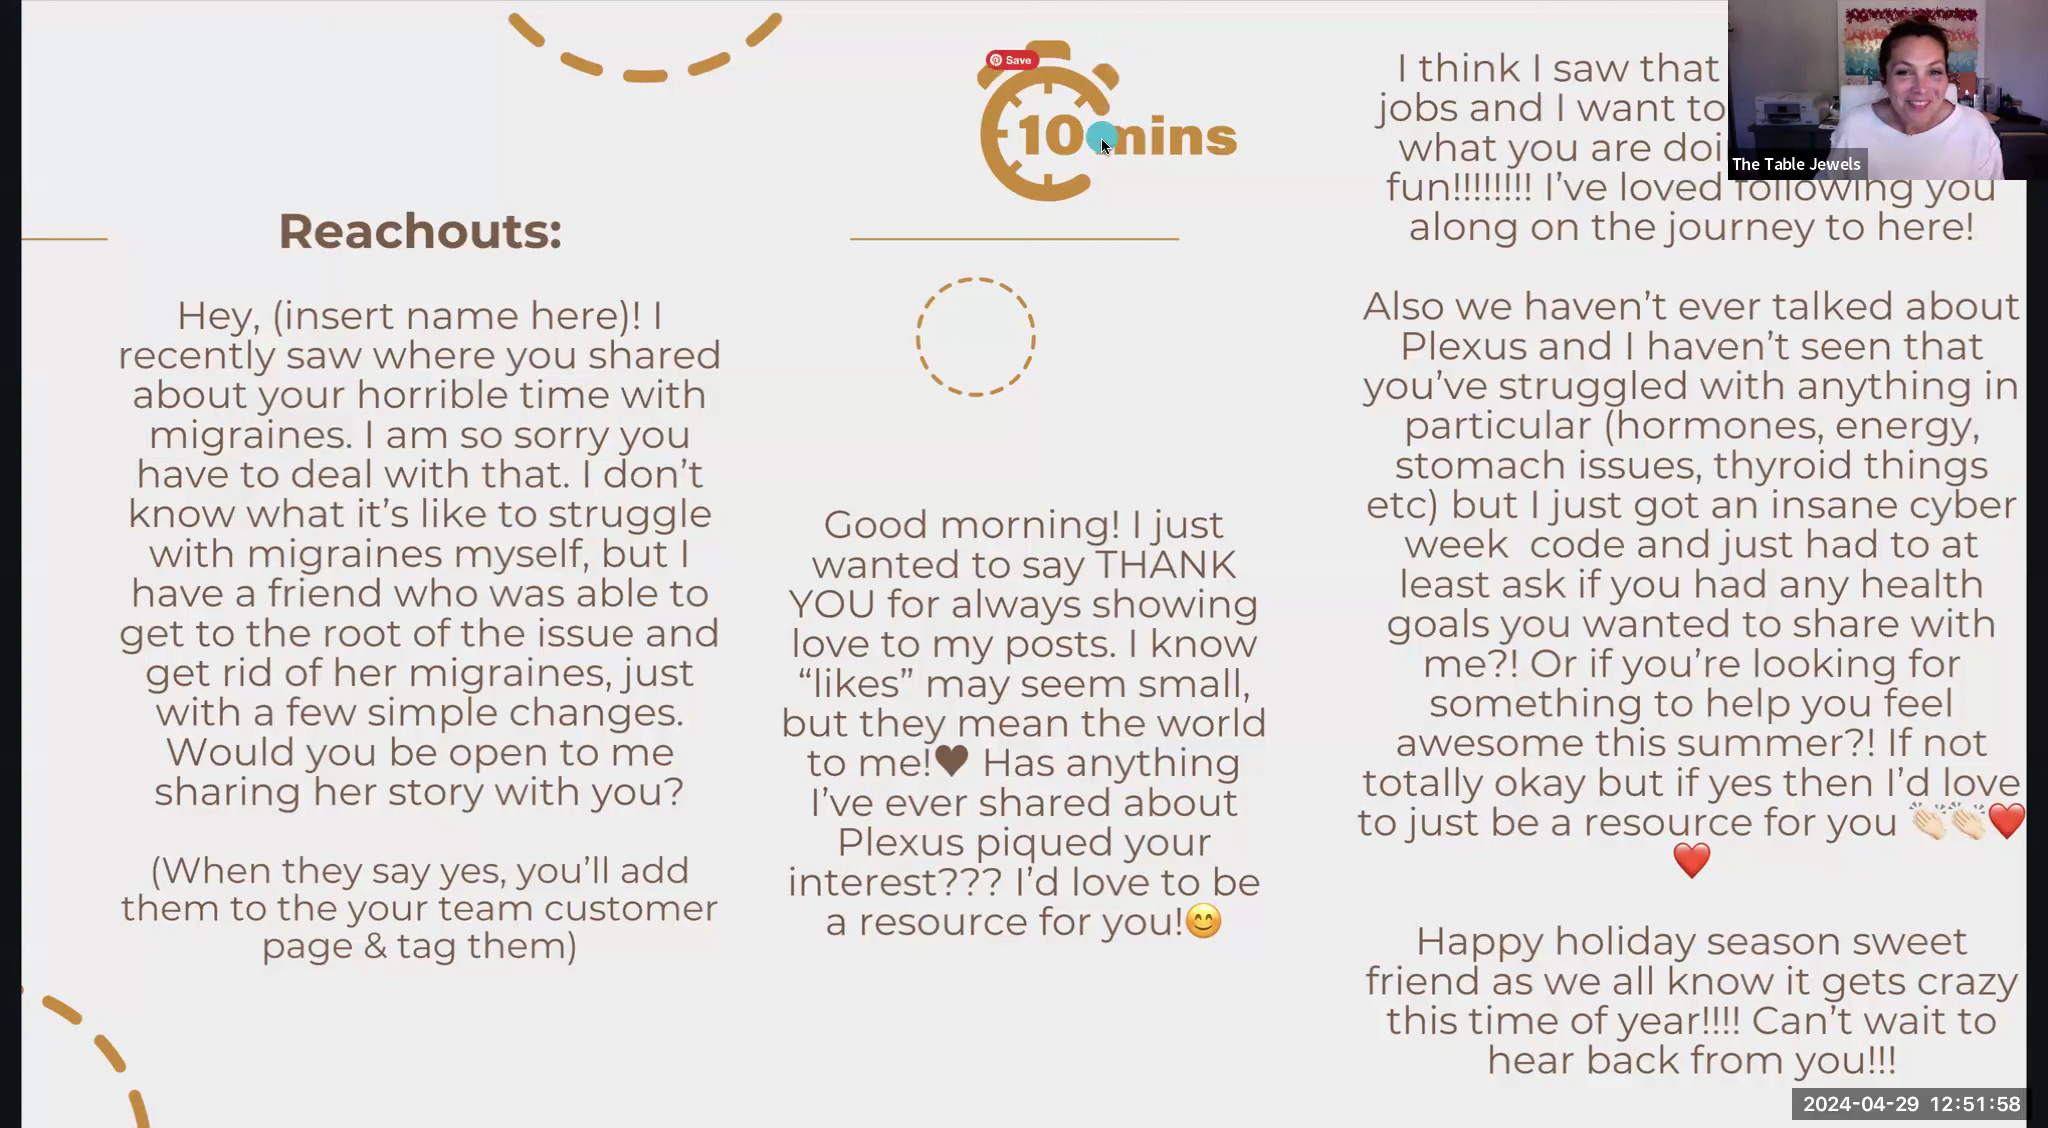 Save
10 mins
Reachouts:
Hey, (insert name here)! I
recently saw where you shared
about your horrible time with
migraines. I am so sorry you
have to deal with that. I don’t
know what it’s like to struggle
with migraines myself, but I
have a friend who was able to
get to the root of the issue and
get rid of her migraines, just
with a few simple changes.
Would you be open to me
sharing her story with you?
(When they say yes, you’ll add
them to the your team customer
page & tag them)
Good morning! I just
wanted to say THANK
YOU for always showing
love to my posts. I know
“likes” may seem small,
but they mean the world
to me!🖤 Has anything
I’ve ever shared about
Plexus piqued your
interest??? I’d love to be
a resource for you!😊
I think I saw that
jobs and I want to
what you are
fun!!!!!!!! I’ve loved following you
along on the journey to here!
Also we haven’t ever talked about
Plexus and I haven’t seen that
you’ve struggled with anything in
particular (hormones, energy,
stomach issues, thyroid things
etc) but I just got an insane cyber
week code and just had to at
least ask if you had any health
goals you wanted to share with
me?! Or if you’re looking for
something to help you feel
awesome this summer?! If not
totally okay but if yes then I’d love
to just be a resource for you 👏🏻👏🏻❤️
❤️
Happy holiday season sweet
friend as we all know it gets crazy
this time of year!!!! Can’t wait to
hear back from you!!!
The Table Jewels
2024-04-29 12:51:58